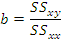 b = SS_xy / SS_xx